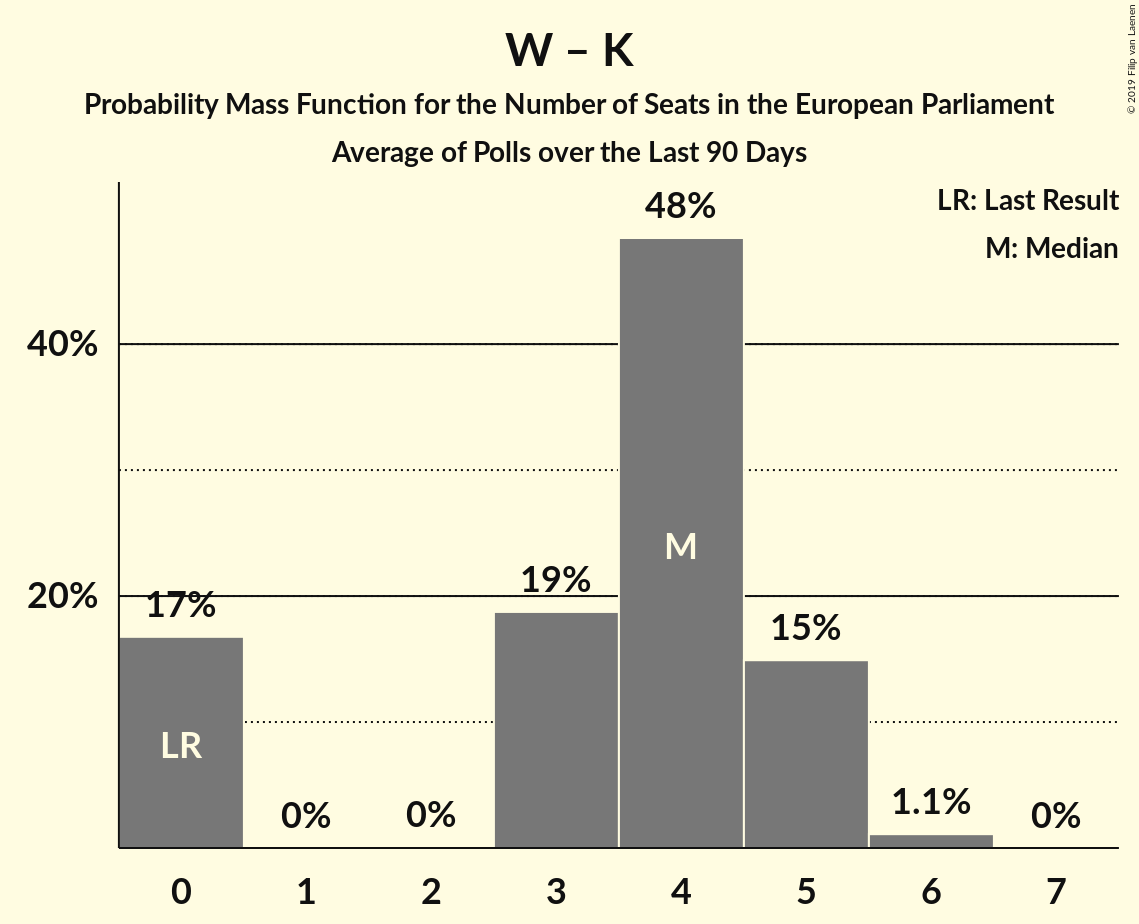 W – K
Probability Mass Function for the Number of Seats in the European Parliament
Average of Polls over the Last 90 Days
© 2019 Filip van Laenen
LR: Last Result
M: Median
48%
40%
M
19%
20%
17%
15%
LR
0%
0%
1.1%
0%
0 1 2 3 4 5 6 7